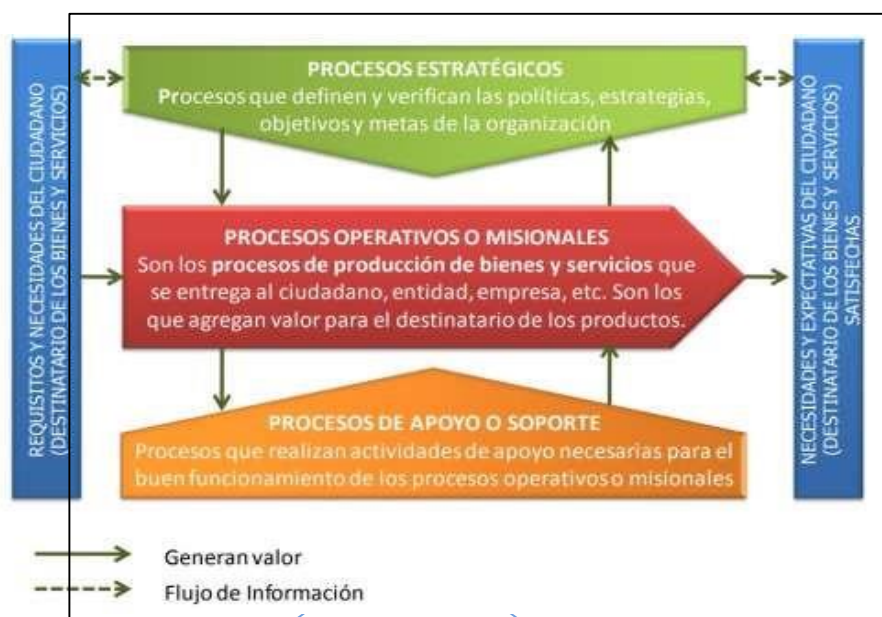 REQUISITOS Y NECESIDADES DEL CIUDADANO
(DESTINATARIO DE LOS BIENES Y SERVICIOS)
PROCESOS ESTRATÉGICOS
Procesos que definen y verifican las políticas, estrategias,
objetivos y metas de la organización
PROCESOS OPERATIVOS O MISIONALES
Son los procesos de producción de bienes y servicios que
se entrega al ciudadano, entidad, empresa, etc. Son los
que agregan valor para el destinatario de los productos.
PROCESOS DE APOYO O SOPORTE
Procesos que realizan actividades de apoyo necesarias para el
buen funcionamiento de los procesos operativos o misionales
NECESIDADES Y EXPECTATIVAS DEL CIUDADANO
(DESTINATARIO DE LOS BIENES Y SERVICIOS)
SATISFECHAS
Generan valor
Flujo de Información